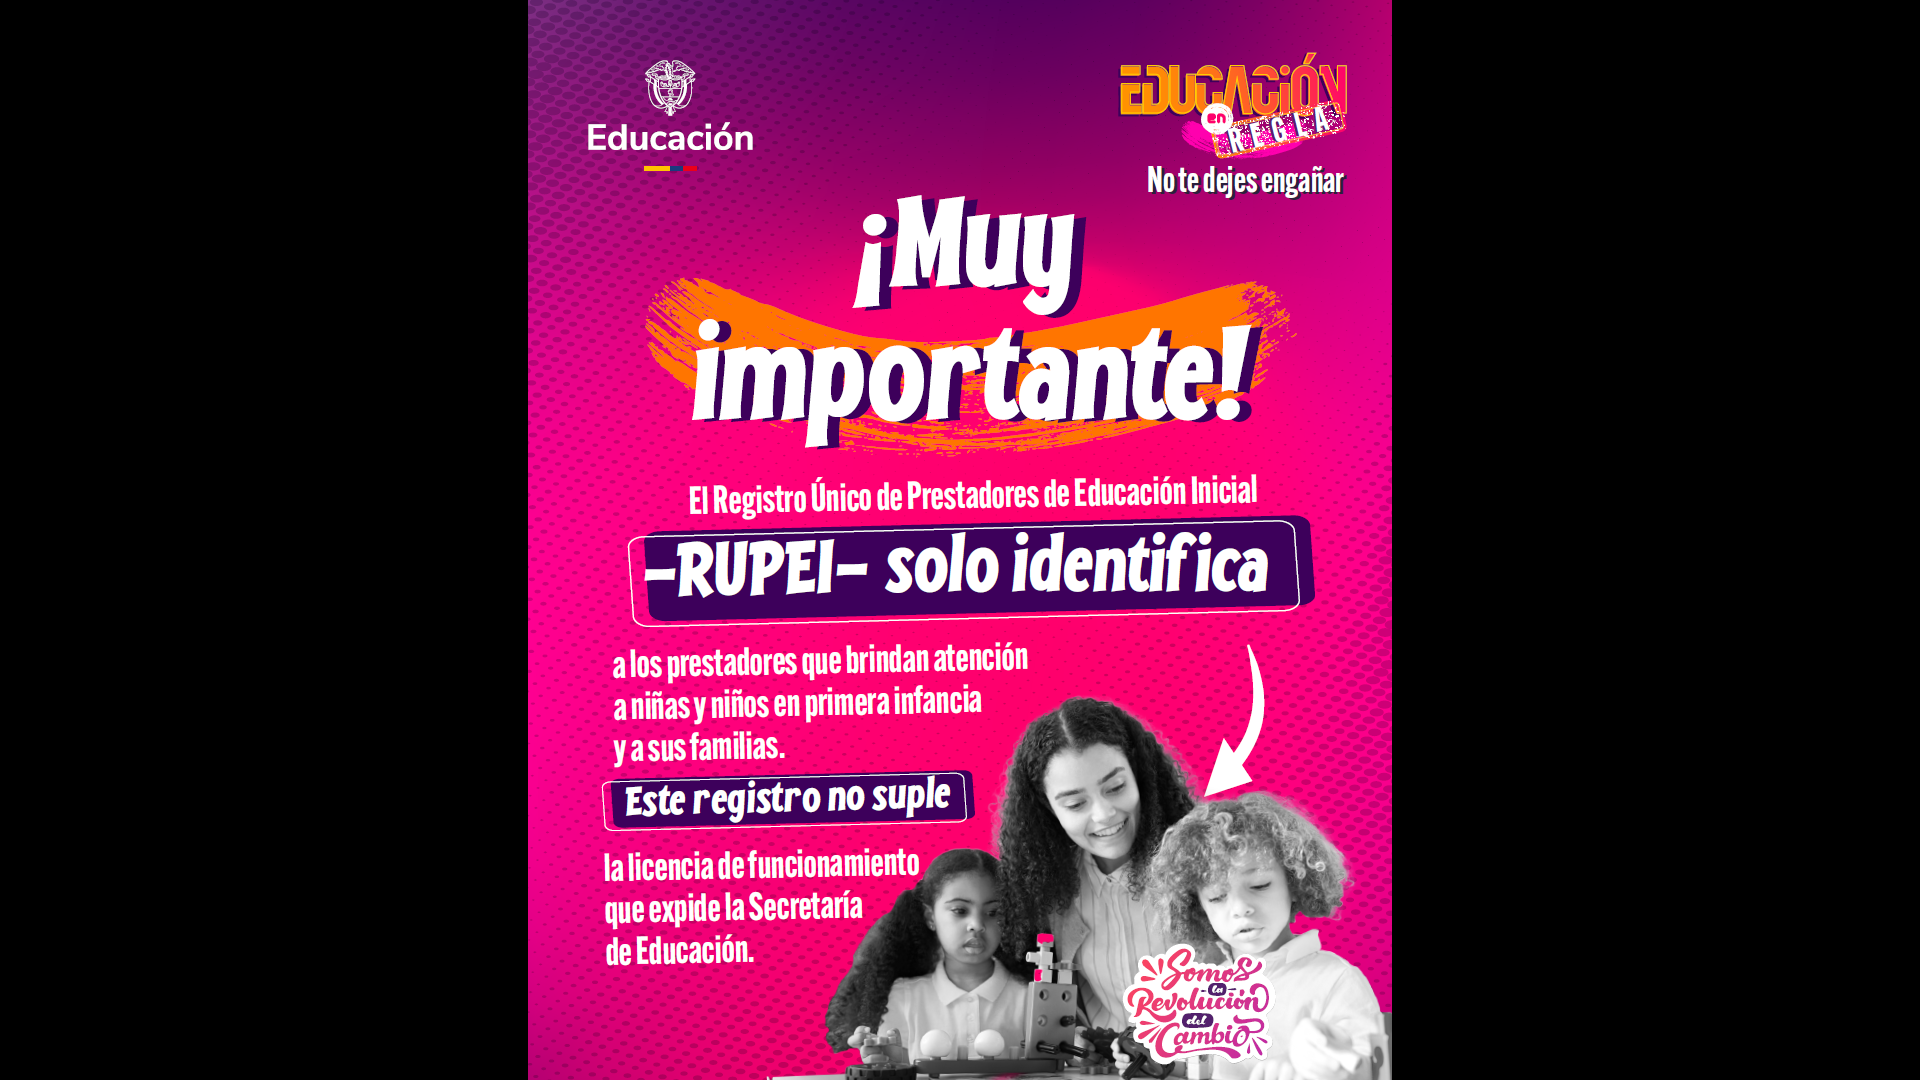 Educación
EDUCACIÓN
en
REGLA
No te dejes engañar
¡Muy
importante!
El Registro Único de Prestadores de Educación Inicial
–RUPEI– solo identifica
a los prestadores que brindan atención
a niñas y niños en primera infancia
y a sus familias.
Este registro no suple
la licencia de funcionamiento
que expide la Secretaría
de Educación.
Somos
la
Revolución
del
Cambio